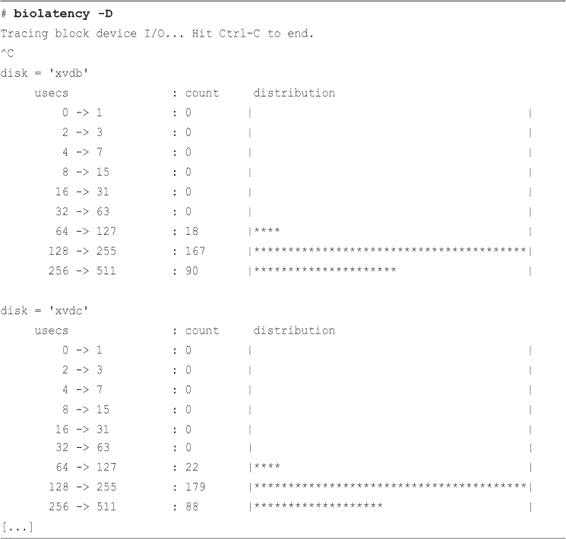 # biolatency -D
Tracing block device I/O... Hit Ctrl-C to end.
^C
disk = 'xvdb'
     usecs               : count     distribution
         0 -> 1          : 0        |                                        |
         2 -> 3          : 0        |                                        |
         4 -> 7          : 0        |                                        |
         8 -> 15         : 0        |                                        |
        16 -> 31         : 0        |                                        |
        32 -> 63         : 0        |                                        |
        64 -> 127        : 18       |****                                    |
       128 -> 255        : 167      |****************************************|
       256 -> 511        : 90       |*********************                   |

disk = 'xvdc'
     usecs               : count     distribution
         0 -> 1          : 0        |                                        |
         2 -> 3          : 0        |                                        |
         4 -> 7          : 0        |                                        |
         8 -> 15         : 0        |                                        |
        16 -> 31         : 0        |                                        |
        32 -> 63         : 0        |                                        |
        64 -> 127        : 22       |****                                    |
       128 -> 255        : 179      |****************************************|
       256 -> 511        : 88       |*******************                     |
[...]